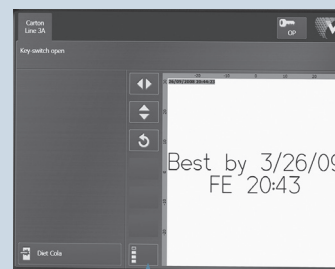 Carton
Line 3A
OP
Key-switch open
Best by 3/26/09
FE 20:43
Diet Cola